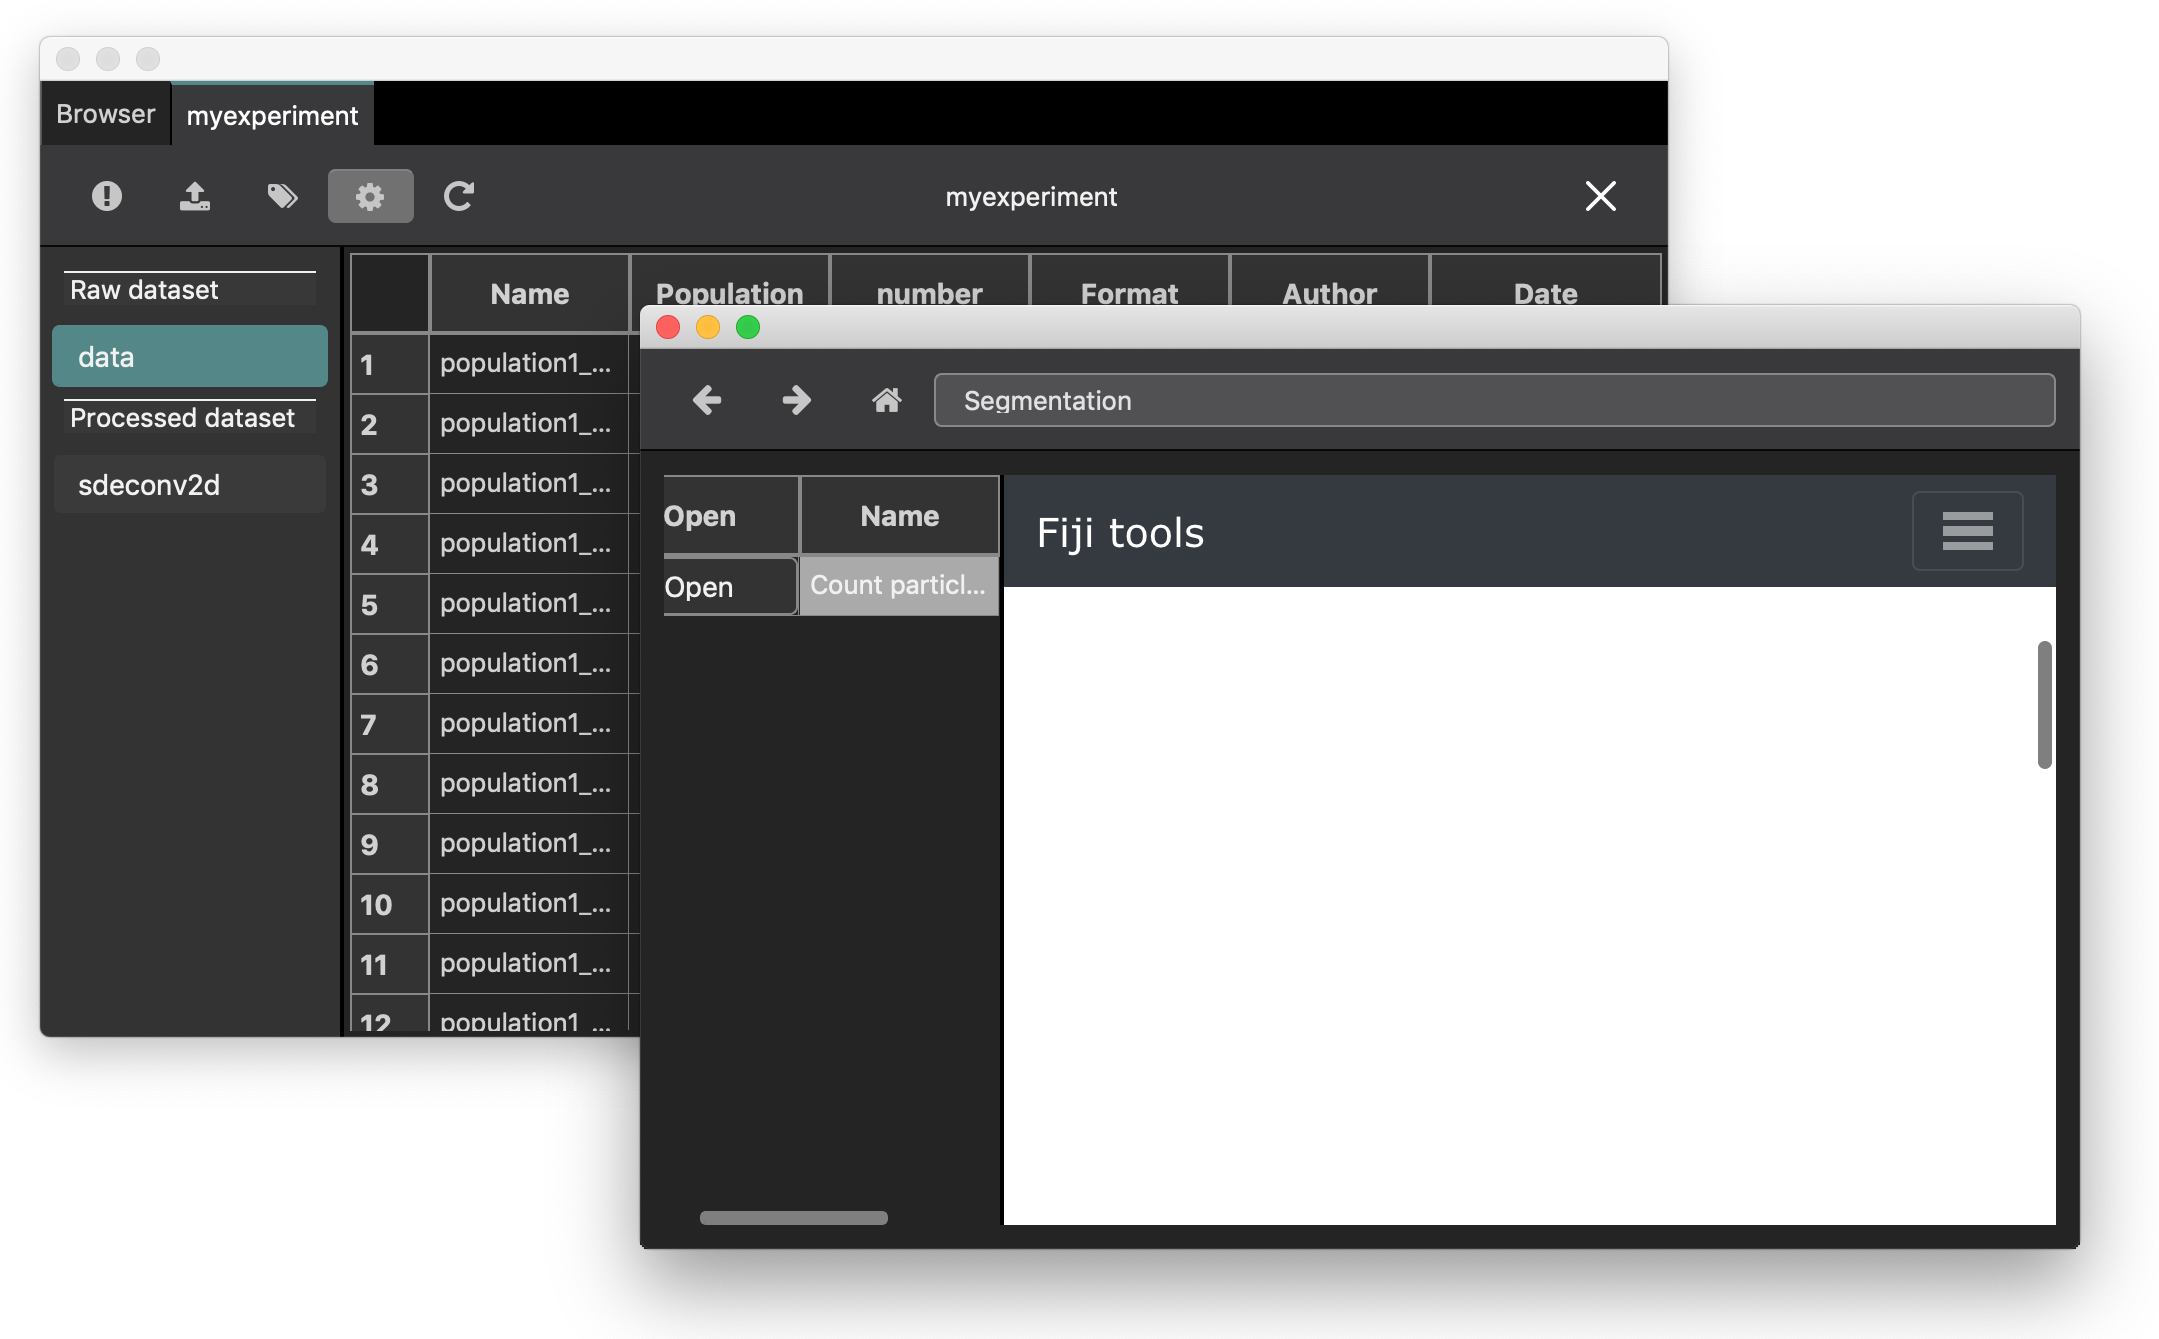 Browser
myexperiment
myexperiment
Raw dataset
data
Processed dataset
sdeconv2d
Name Population number Format Author Date
1 population1_...
2 population1_...
3 population1_...
4 population1_...
5 population1_...
6 population1_...
7 population1_...
8 population1_...
9 population1_...
10 population1_...
11 population1_...
12 population1_...
Segmentation
Open Name
Open Count particl...
Fiji tools